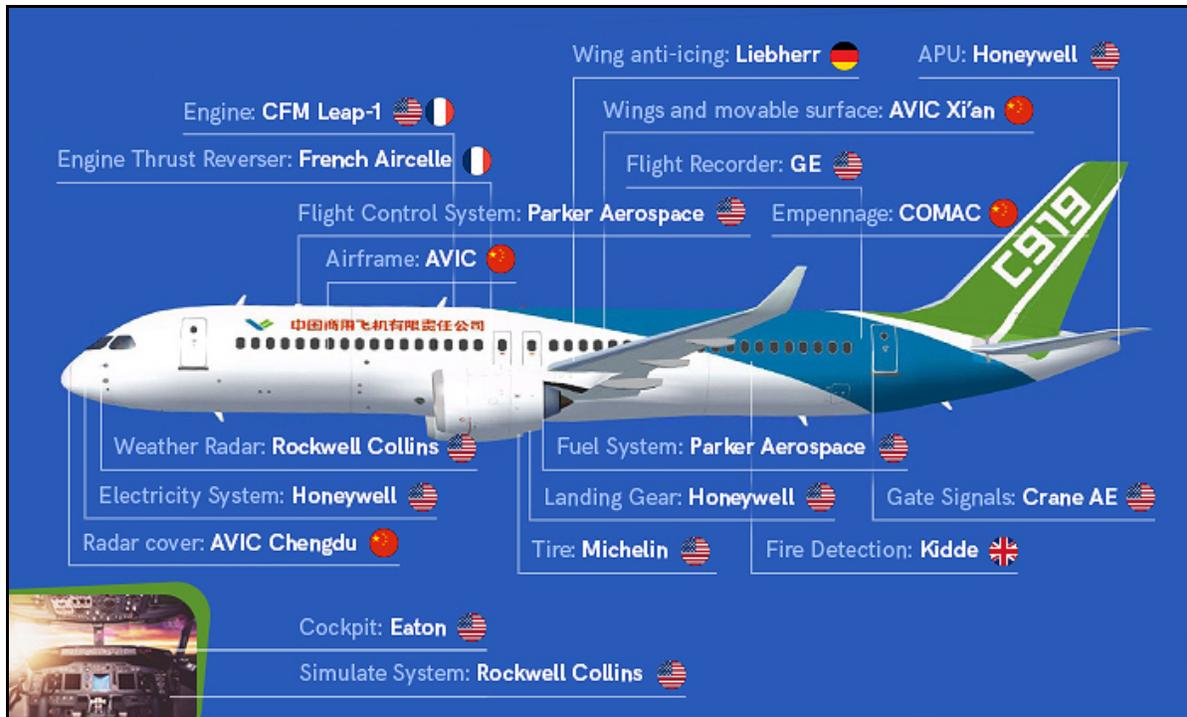 Wing anti-icing: Liebherr
APU: Honeywell
Engine: CFM Leap-1
Wings and movable surface: AVIC Xi'an
Engine Thrust Reverser: French Aircelle
Flight Recorder: GE
Flight Control System: Parker Aerospace
Empennage: COMAC
Airframe: AVIC
C919
中国商用飞机有限责任公司
Weather Radar: Rockwell Collins
Fuel System: Parker Aerospace
Electricity System: Honeywell
Landing Gear: Honeywell
Gate Signals: Crane AE
Radar cover: AVIC Chengdu
Tire: Michelin
Fire Detection: Kidde
Cockpit: Eaton
Simulate System: Rockwell Collins